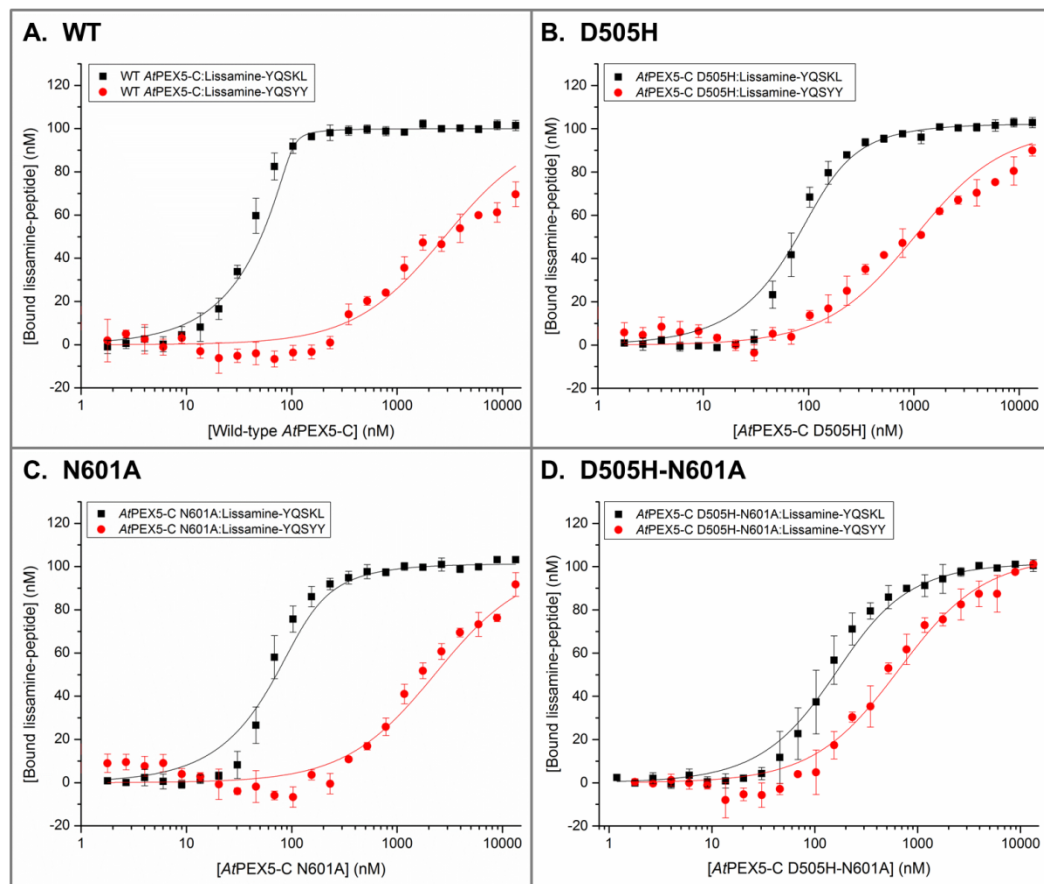 A. WT
WT AtPEX5-C:Lissamine-YQSKL
WT AtPEX5-C:Lissamine-YQSYY
[Bound lissamine-peptide] (nM)
120
100
80
60
40
20
0
-20
1 10 100 1000 10000
[Wild-type AtPEX5-C] (nM)
B. D505H
AtPEX5-C D505H:Lissamine-YQSKL
AtPEX5-C D505H:Lissamine-YQSYY
[Bound lissamine-peptide] (nM)
120
100
80
60
40
20
0
-20
1 10 100 1000 10000
[AtPEX5-C D505H] (nM)
C. N601A
AtPEX5-C N601A:Lissamine-YQSKL
AtPEX5-C N601A:Lissamine-YQSYY
[Bound lissamine-peptide] (nM)
120
100
80
60
40
20
0
-20
1 10 100 1000 10000
[AtPEX5-C N601A] (nM)
D. D505H-N601A
AtPEX5-C D505H-N601A:Lissamine-YQSKL
AtPEX5-C D505H-N601A:Lissamine-YQSYY
[Bound lissamine-peptide] (nM)
120
100
80
60
40
20
0
-20
1 10 100 1000 10000
[AtPEX5-C D505H-N601A] (nM)